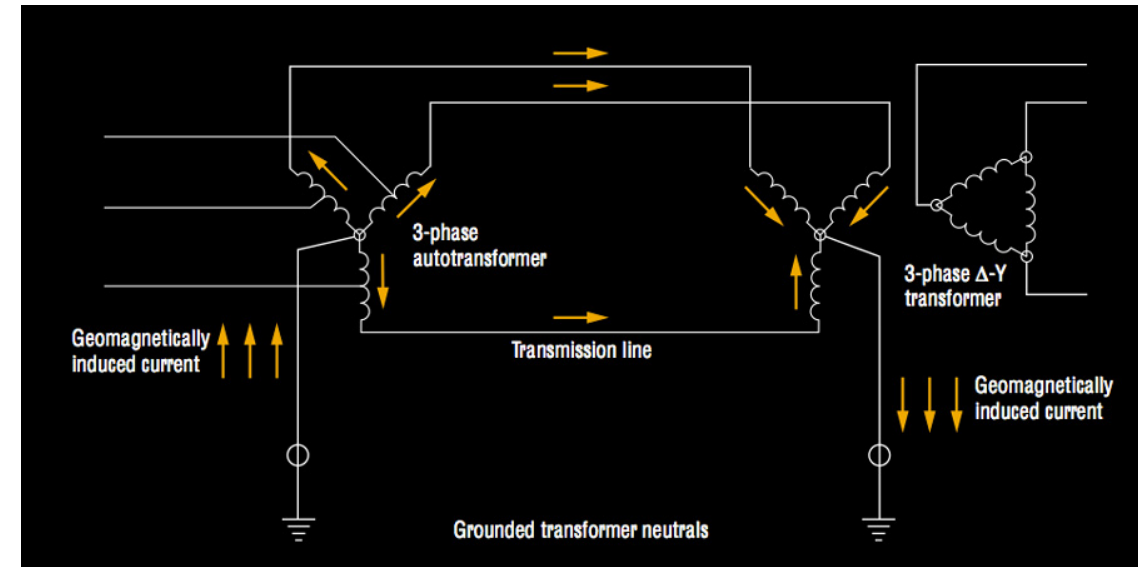 3-phase
autotransformer
3-phase Δ-Y
transformer
Geomagnetically
induced current
Transmission line
Geomagnetically
induced current
Grounded transformer neutrals